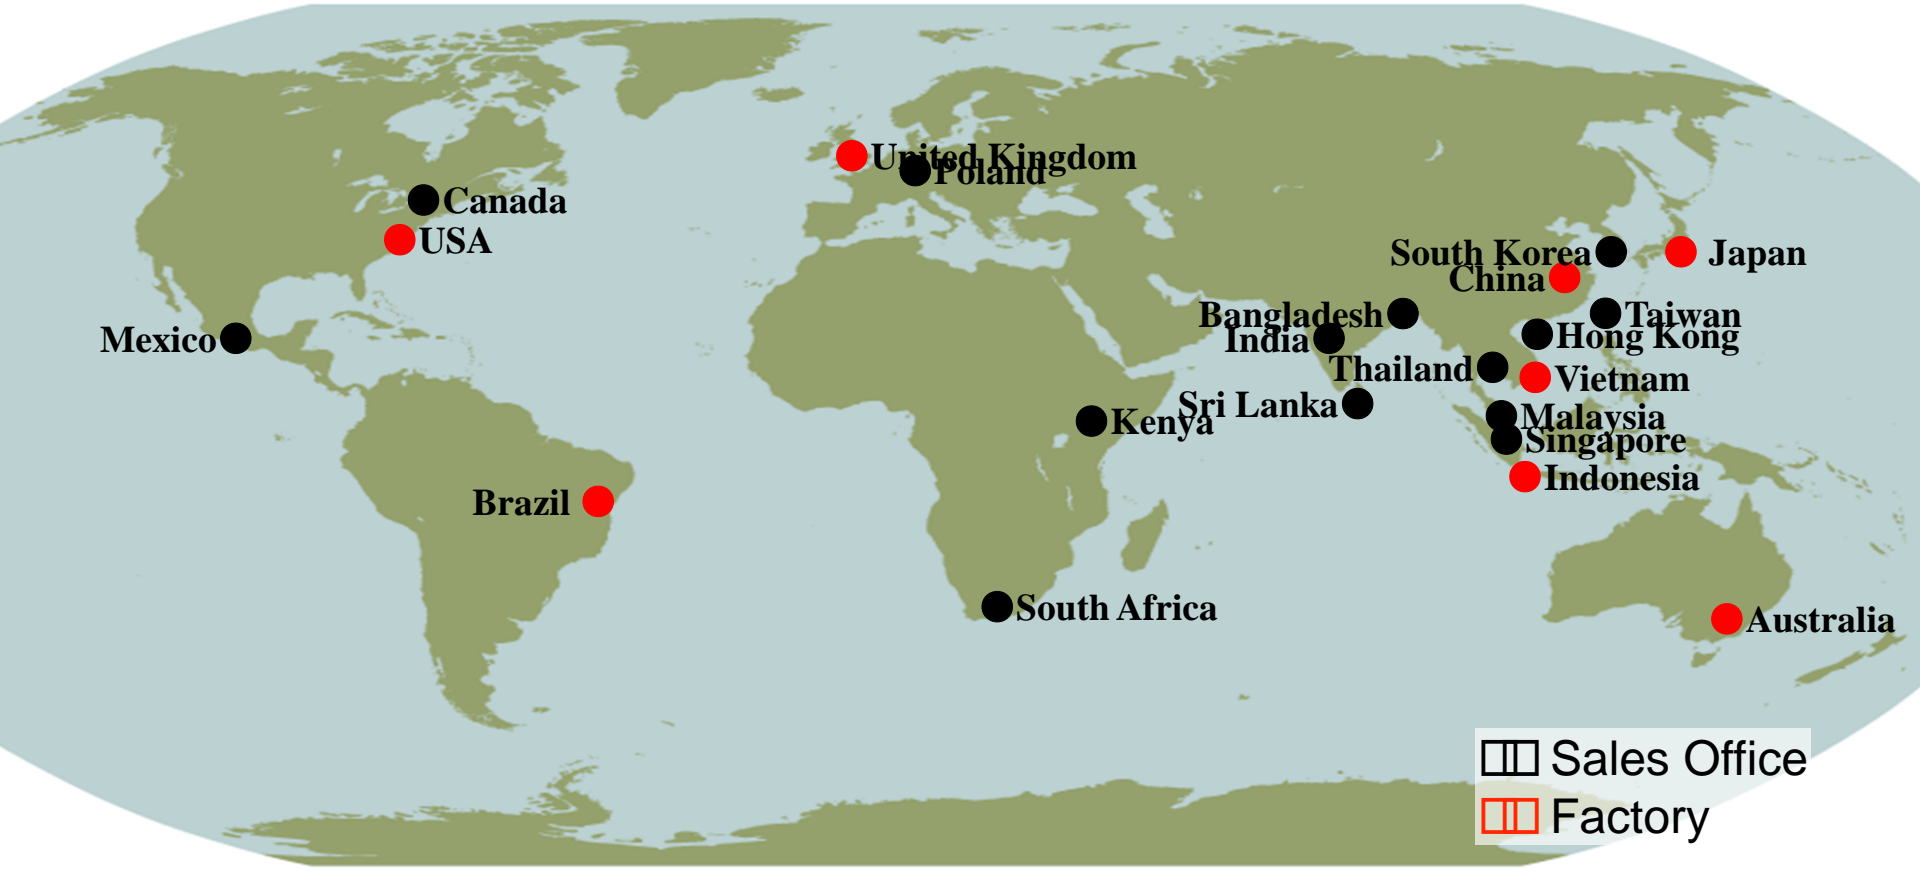 United Kingdom
Poland
Canada
USA
South Korea
Japan
China
Bangladesh
Taiwan
India
Hong Kong
Mexico
Thailand
Vietnam
Sri Lanka
Malaysia
Kenya
Singapore
Indonesia
Brazil
South Africa
Australia
Sales Office
Factory